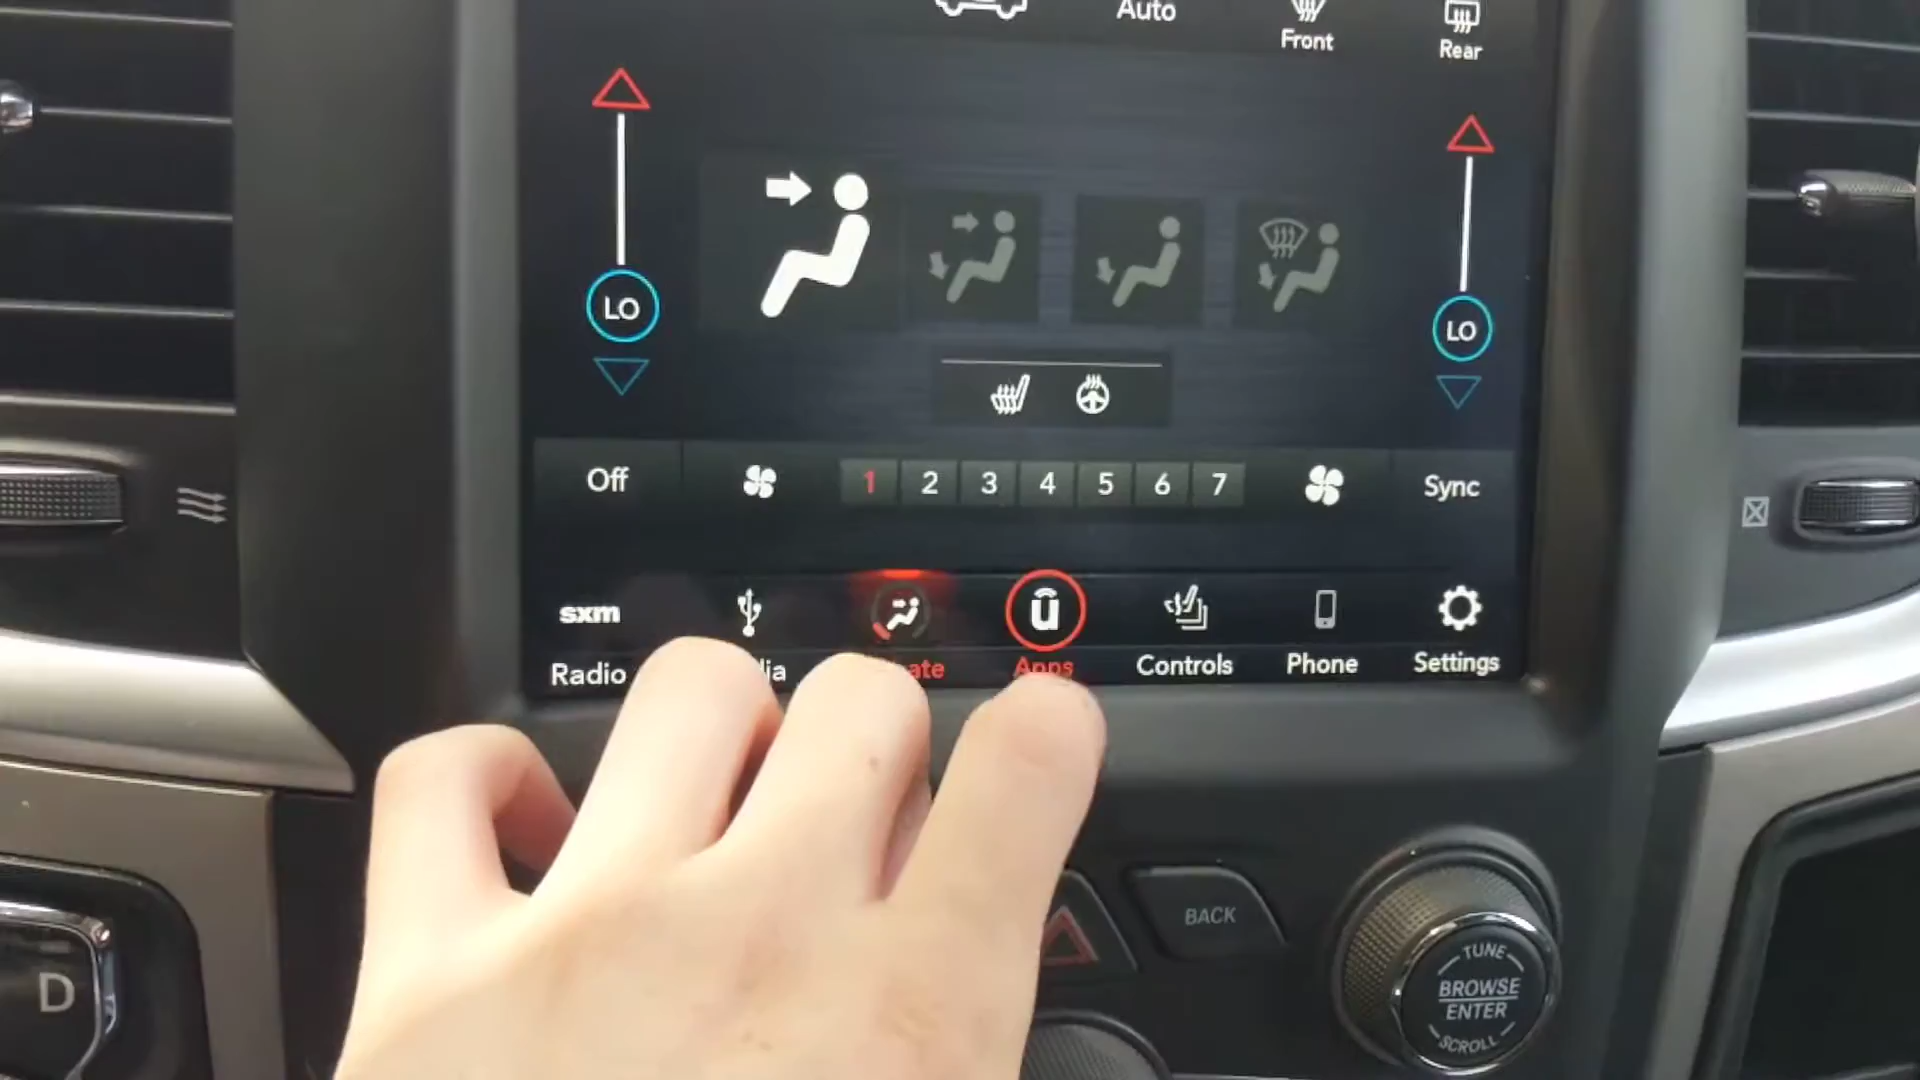 Auto
Front
Rear
LO
LO
Off
1 2 3 4 5 6 7
Sync
sxm
ū
Radio
Apps
Controls
Phone
Settings
BACK
TUNE
BROWSE
ENTER
SCROLL
D